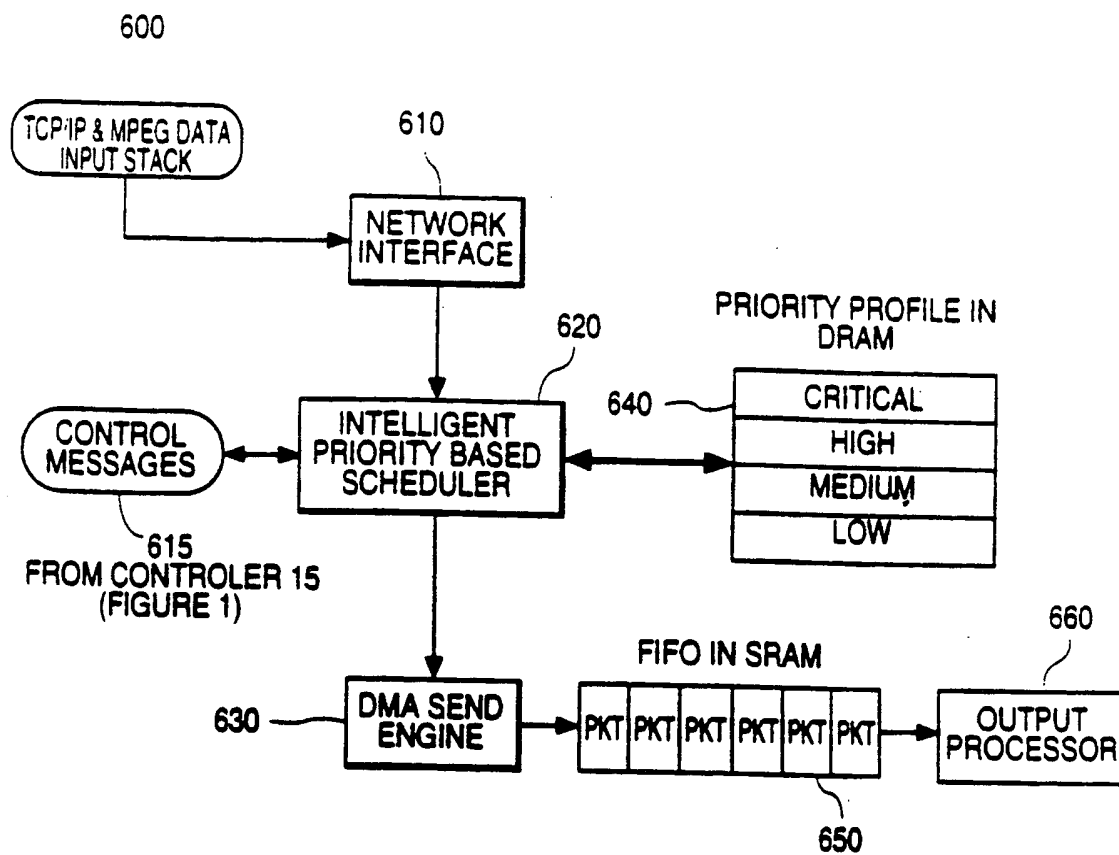 600
TCP/IP & MPEG DATA
INPUT STACK
610
NETWORK
INTERFACE
PRIORITY PROFILE IN
DRAM
620
640
CRITICAL
HIGH
MEDIUM
LOW
CONTROL
MESSAGES
INTELLIGENT
PRIORITY BASED
SCHEDULER
615
FROM CONTROLER 15
(FIGURE 1)
660
FIFO IN SRAM
630
DMA SEND
ENGINE
PKT PKT PKT PKT PKT PKT
OUTPUT
PROCESSOR
650